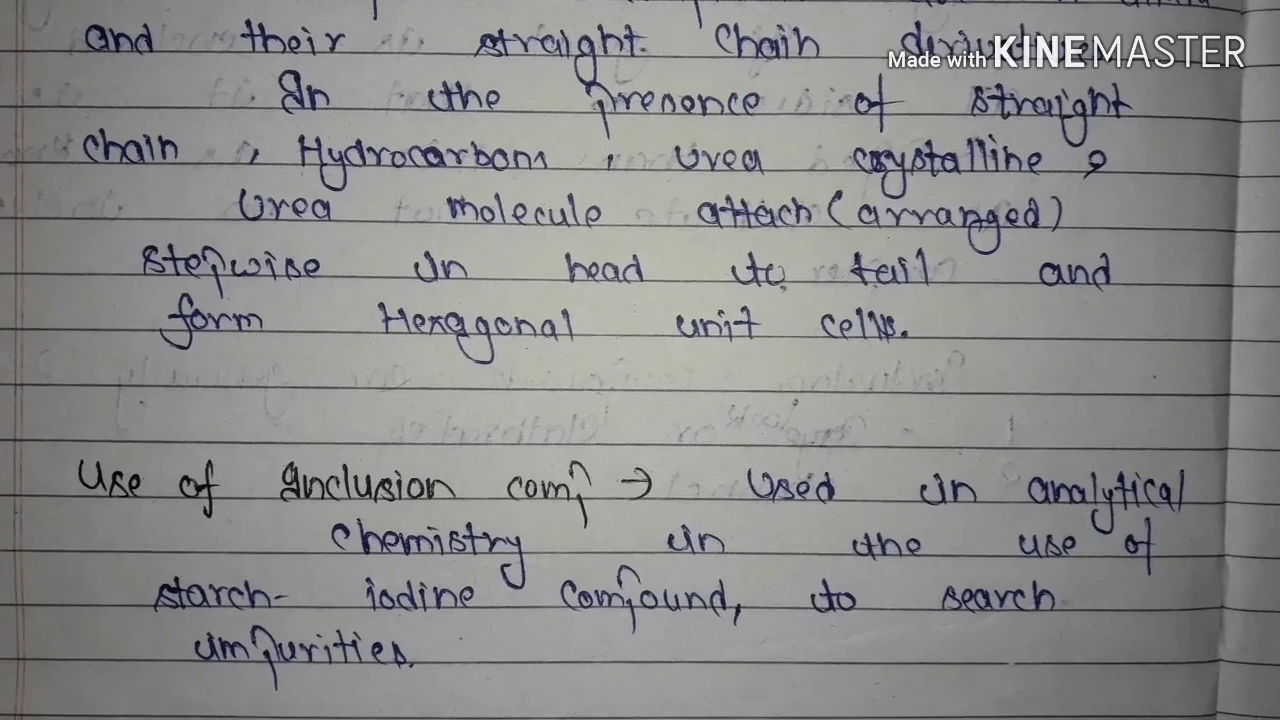 and their straight chain
Made with KINEMASTER
In the presence of straight
chain, Hydrocarbons, urea crystalline,
urea molecule attach (arranged)
stepwise in head to tail and
form Hexagonal unit cells.
Use of Inclusion comp → Used in analytical
chemistry in the use of
starch- iodine compound, to search
impurities.